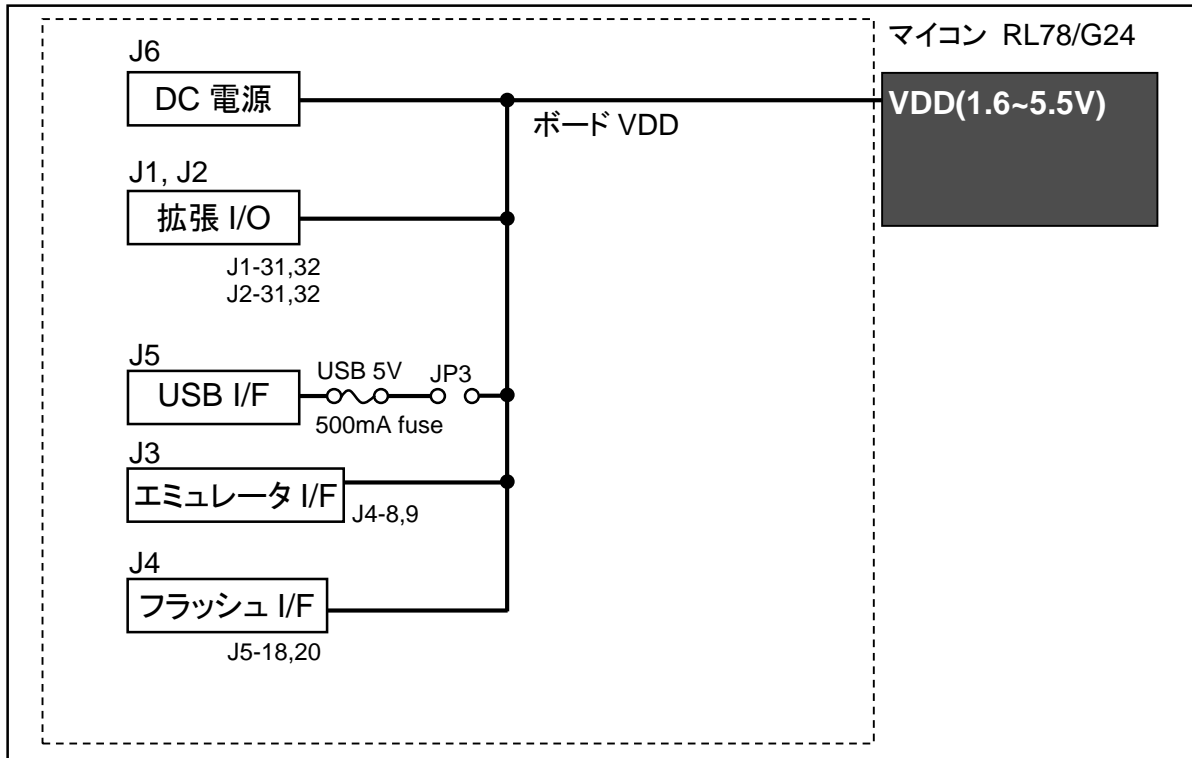 マイコン RL78/G24
J6
DC 電源
VDD(1.6~5.5V)
ボード VDD
J1, J2
拡張 I/O
J1-31,32
J2-31,32
J5
USB I/F
USB 5V
JP3
500mA fuse
J3
エミュレータ I/F
J4-8,9
J4
フラッシュ I/F
J5-18,20